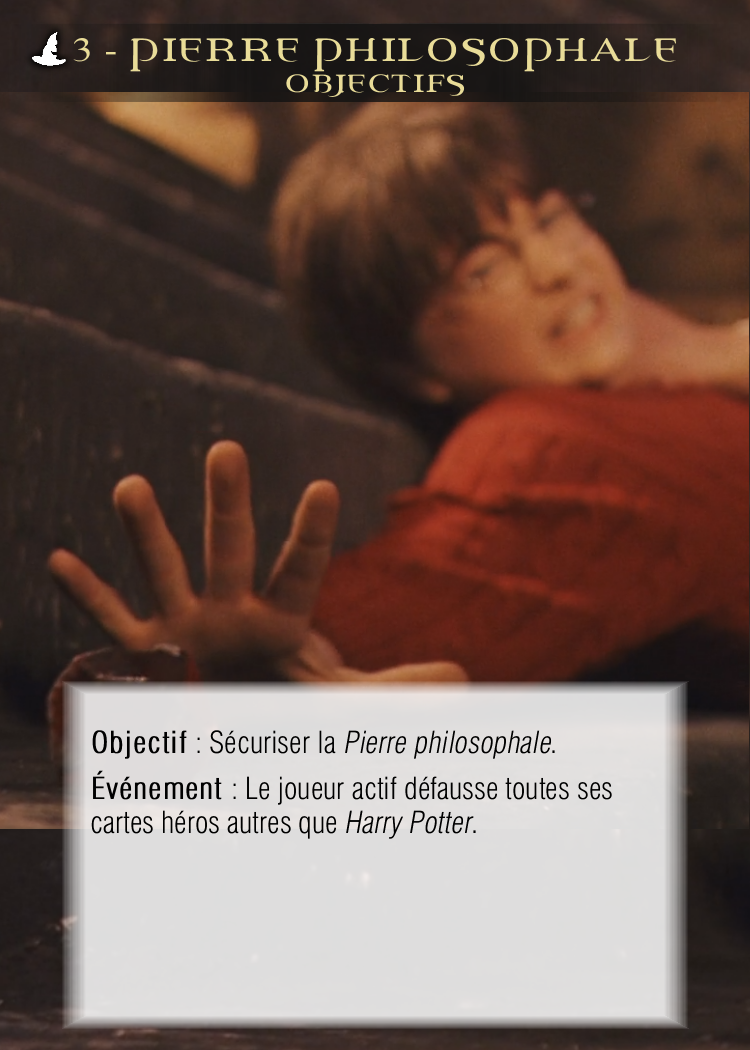 3 - PIERRE PHILOSOPHALE
OBJECTIFS
Objectif : Sécuriser la Pierre philosophale.
Événement : Le joueur actif défausse toutes ses
cartes héros autres que Harry Potter.